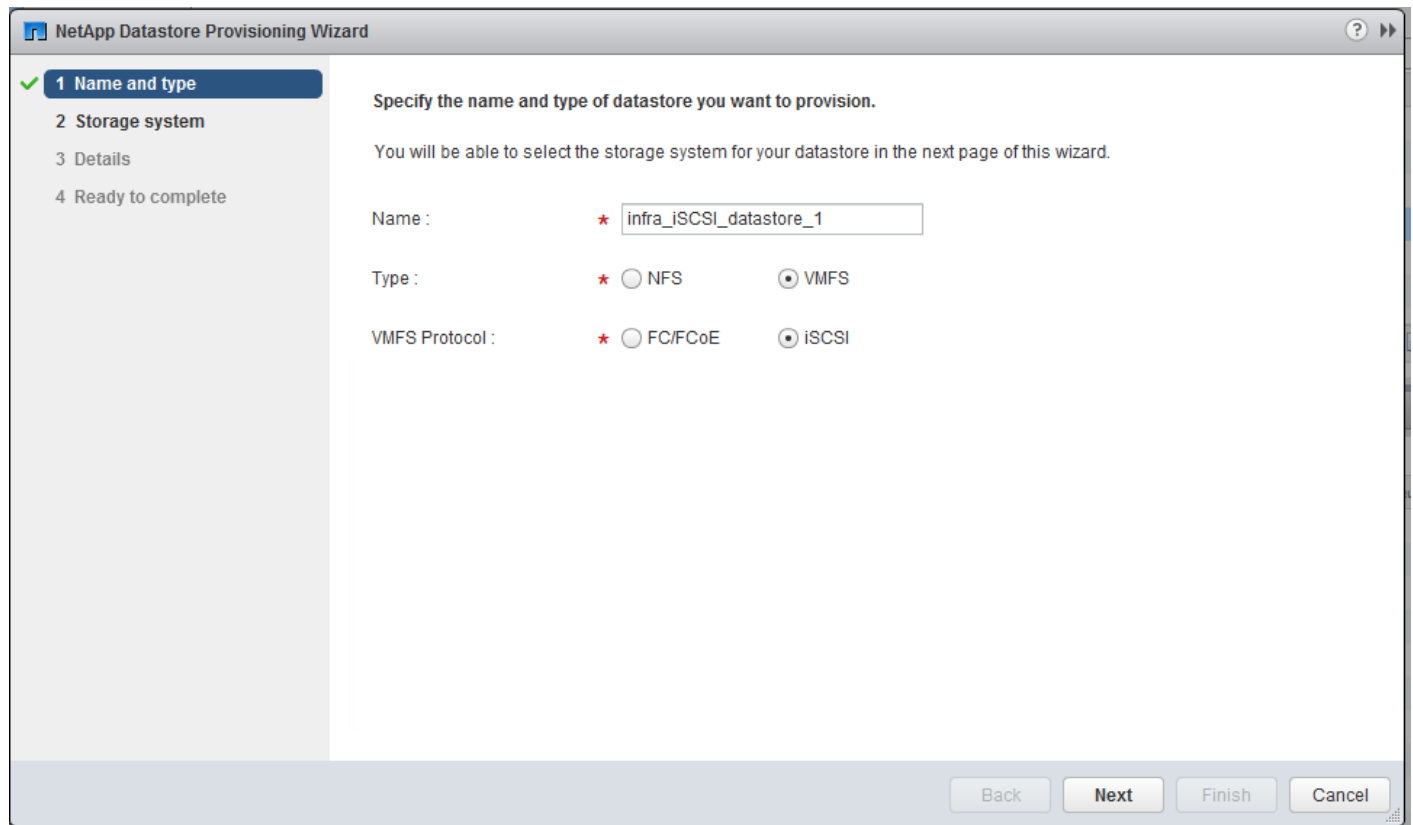 NetApp Datastore Provisioning Wizard
?
1 Name and type
2 Storage system
3 Details
4 Ready to complete
Specify the name and type of datastore you want to provision.
You will be able to select the storage system for your datastore in the next page of this wizard.
Name : * infra_iSCSI_datastore_1
Type : * NFS VMFS
VMFS Protocol : * FC/FCoE iSCSI
Back Next Finish Cancel